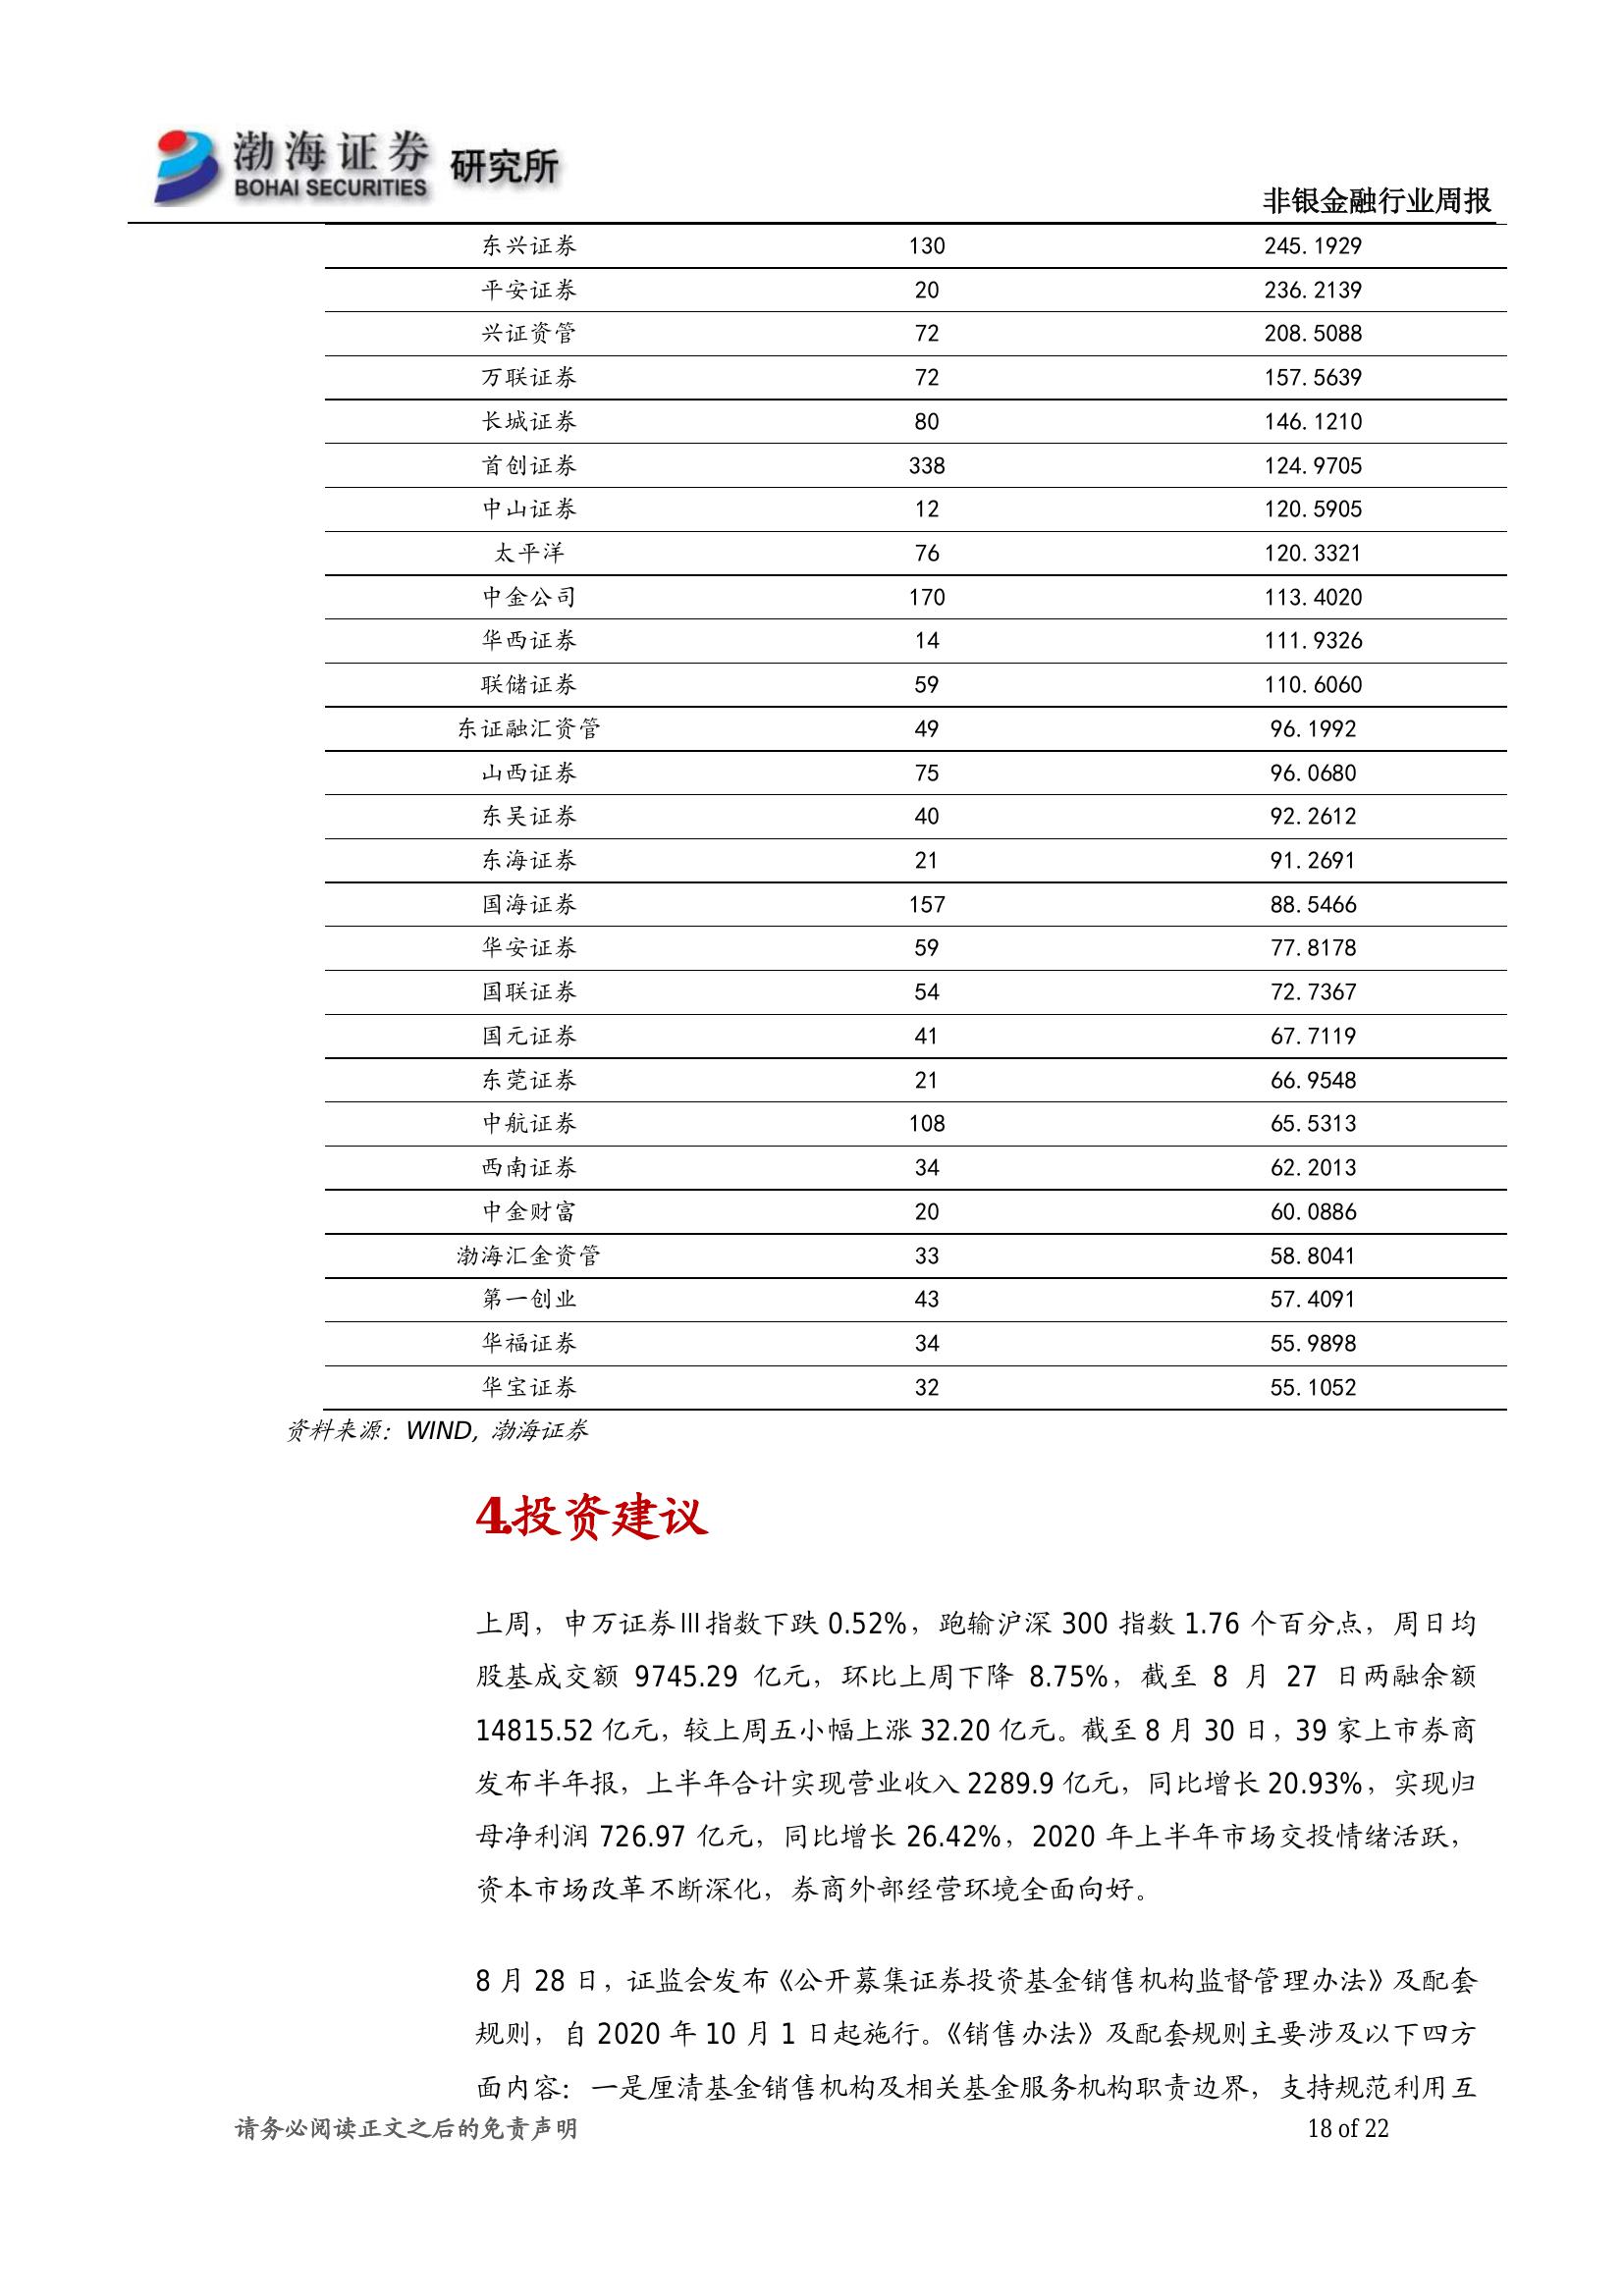 渤海证券 研究所
BOHAI SECURITIES
非银金融行业周报
东兴证券 130 245.1929
平安证券 20 236.2139
兴证资管 72 208.5088
万联证券 72 157.5639
长城证券 80 146.1210
首创证券 338 124.9705
中山证券 12 120.5905
太平洋 76 120.3321
中金公司 170 113.4020
华西证券 14 111.9326
联储证券 59 110.6060
东证融汇资管 49 96.1992
山西证券 75 96.0680
东吴证券 40 92.2612
东海证券 21 91.2691
国海证券 157 88.5466
华安证券 59 77.8178
国联证券 54 72.7367
国元证券 41 67.7119
东莞证券 21 66.9548
中航证券 108 65.5313
西南证券 34 62.2013
中金财富 20 60.0886
渤海汇金资管 33 58.8041
第一创业 43 57.4091
华福证券 34 55.9898
华宝证券 32 55.1052
资料来源：WIND，渤海证券
4.投资建议
上周，申万证券Ⅲ指数下跌 0.52%，跑输沪深 300 指数 1.76 个百分点，周日均
股基成交额 9745.29 亿元，环比上周下降 8.75%，截至 8 月 27 日两融余额
14815.52 亿元，较上周五小幅上涨 32.20 亿元。截至 8 月 30 日，39 家上市券商
发布半年报，上半年合计实现营业收入 2289.9 亿元，同比增长 20.93%，实现归
母净利润 726.97 亿元，同比增长 26.42%，2020 年上半年市场交投情绪活跃，
资本市场改革不断深化，券商外部经营环境全面向好。
8 月 28 日，证监会发布《公开募集证券投资基金销售机构监督管理办法》及配套
规则，自 2020 年 10 月 1 日起施行。《销售办法》及配套规则主要涉及以下四方
面内容：一是厘清基金销售机构及相关基金服务机构职责边界，支持规范利用互
请务必阅读正文之后的免责声明 18 of 22